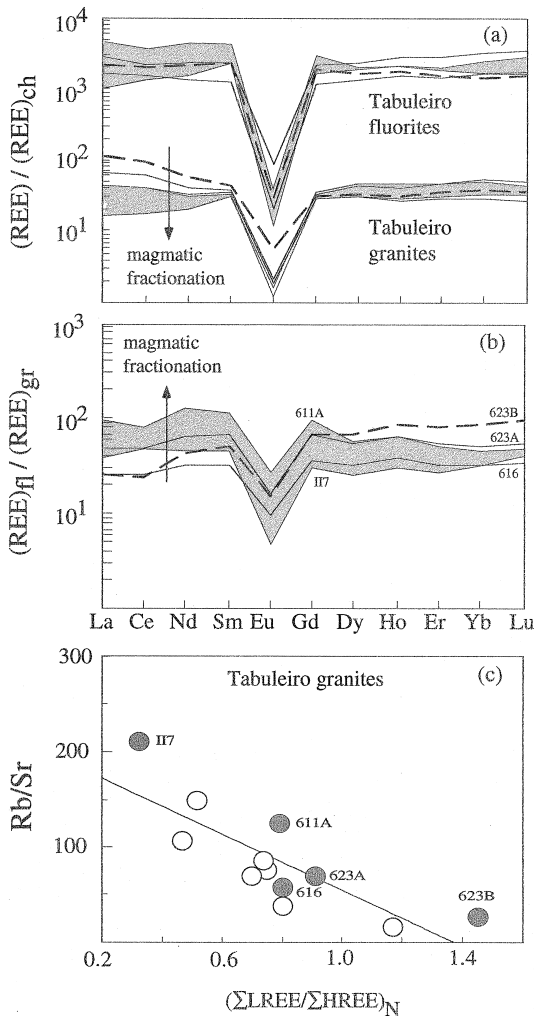 10^4
(a)
10^3
Tabuleiro
fluorites
10^2
10^1
magmatic
fractionation
Tabuleiro
granites
(REE) / (REE)ch
10^3
magmatic
fractionation
(b)
10^2
611A
623B
623A
II7
616
10^1
(REE)fl / (REE)gr
La Ce Nd Sm Eu Gd Dy Ho Er Yb Lu
300
Tabuleiro granites
(c)
II7
200
611A
100
623A
616
623B
0
Rb/Sr
0.2 0.6 0.8 1.0 1.4
(ΣLREE/ΣHREE)N